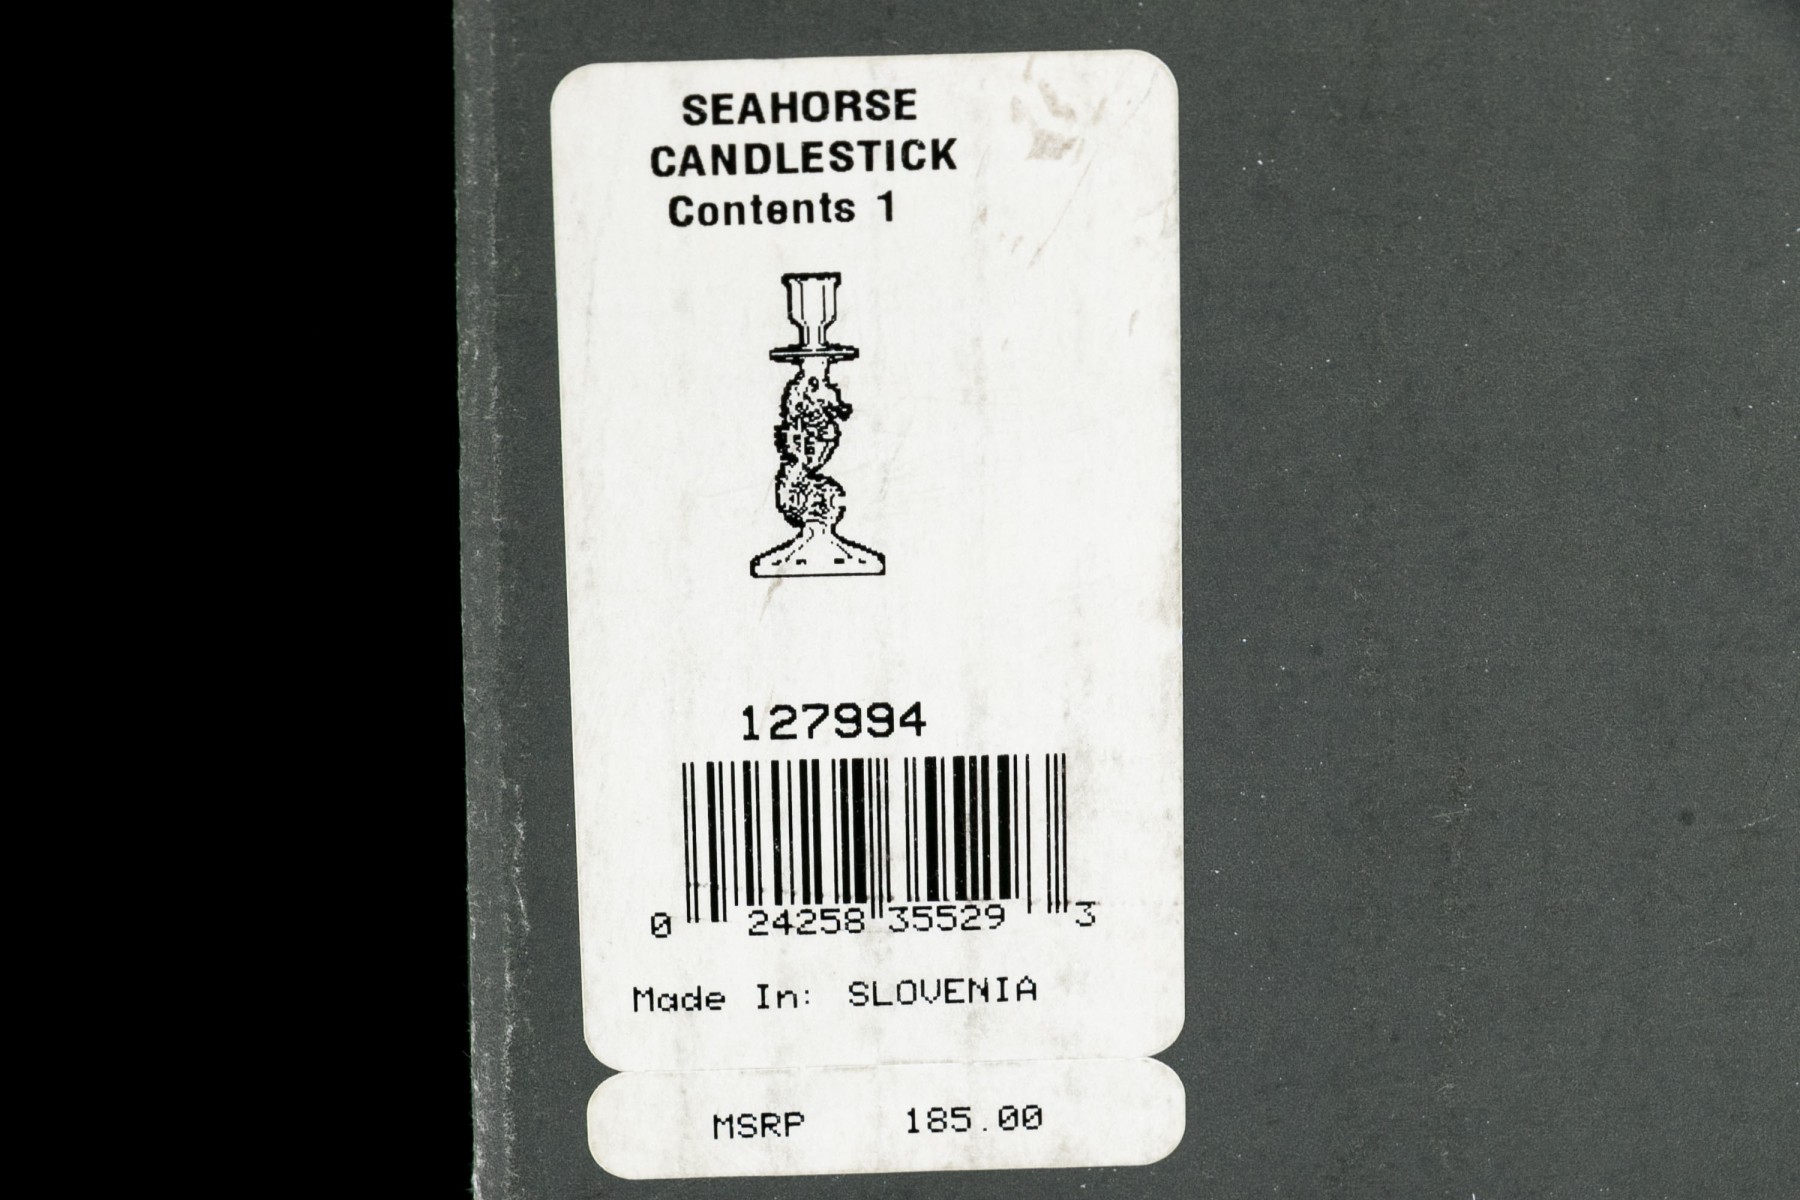 SEAHORSE
CANDLESTICK
Contents 1
127994
0 24258 35529 3
Made In: SLOVENIA
MSRP 185.00